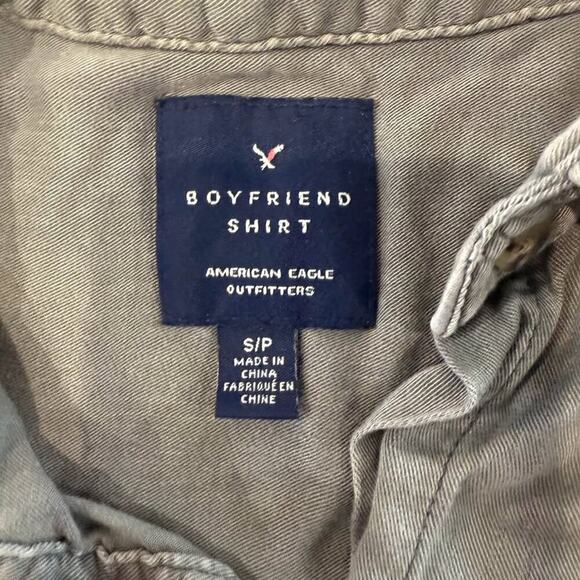 BOYFRIEND
SHIRT
AMERICAN EAGLE
OUTFITTERS
S/P
MADE IN
CHINA
FABRIQUÉ EN
CHINE